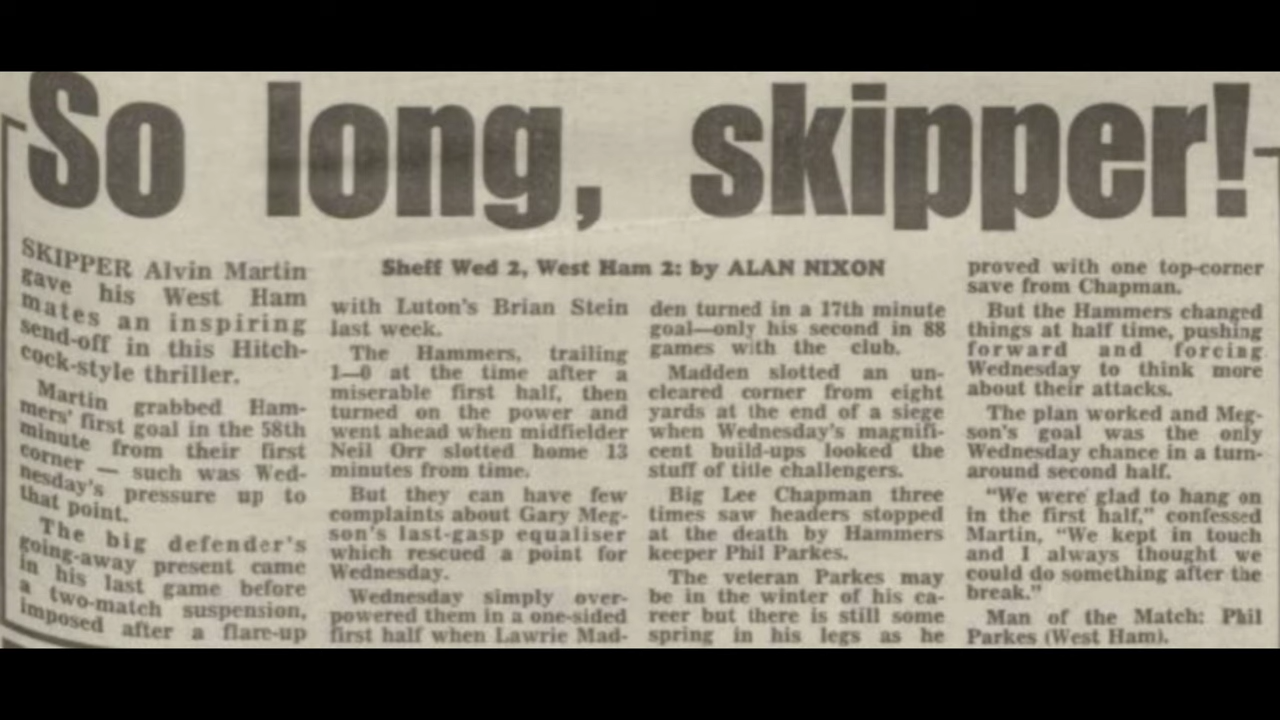 So long, skipper!
Sheff Wed 2, West Ham 2: by ALAN NIXON
SKIPPER Alvin Martin
gave his West Ham
mates an inspiring
send-off in this Hitch-
cock-style thriller.
Martin grabbed Ham-
mers' first goal in the 58th
minute from their first
corner — such was Wed-
nesday's pressure up to
that point.
The big defender's
going-away present came
in his last game before
a two-match suspension,
imposed after a flare-up
with Luton's Brian Stein
last week.
The Hammers, trailing
1—0 at the time after a
miserable first half, then
turned on the power and
went ahead when midfielder
Neil Orr slotted home 13
minutes from time.
But they can have few
complaints about Gary Meg-
son's last-gasp equaliser
which rescued a point for
Wednesday.
Wednesday simply over-
powered them in a one-sided
first half when Lawrie Mad-
den turned in a 17th minute
goal—only his second in 88
games with the club.
Madden slotted an un-
cleared corner from eight
yards at the end of a siege
when Wednesday's magnifi-
cent build-ups looked the
stuff of title challengers.
Big Lee Chapman three
times saw headers stopped
at the death by Hammers
keeper Phil Parkes.
The veteran Parkes may
be in the winter of his ca-
reer but there is still some
spring in his legs as he
proved with one top-corner
save from Chapman.
But the Hammers changed
things at half time, pushing
forward and forcing
Wednesday to think more
about their attacks.
The plan worked and Meg-
son's goal was the only
Wednesday chance in a turn-
around second half.
"We were glad to hang on
in the first half," confessed
Martin, "We kept in touch
and I always thought we
could do something after the
break."
Man of the Match: Phil
Parkes (West Ham).